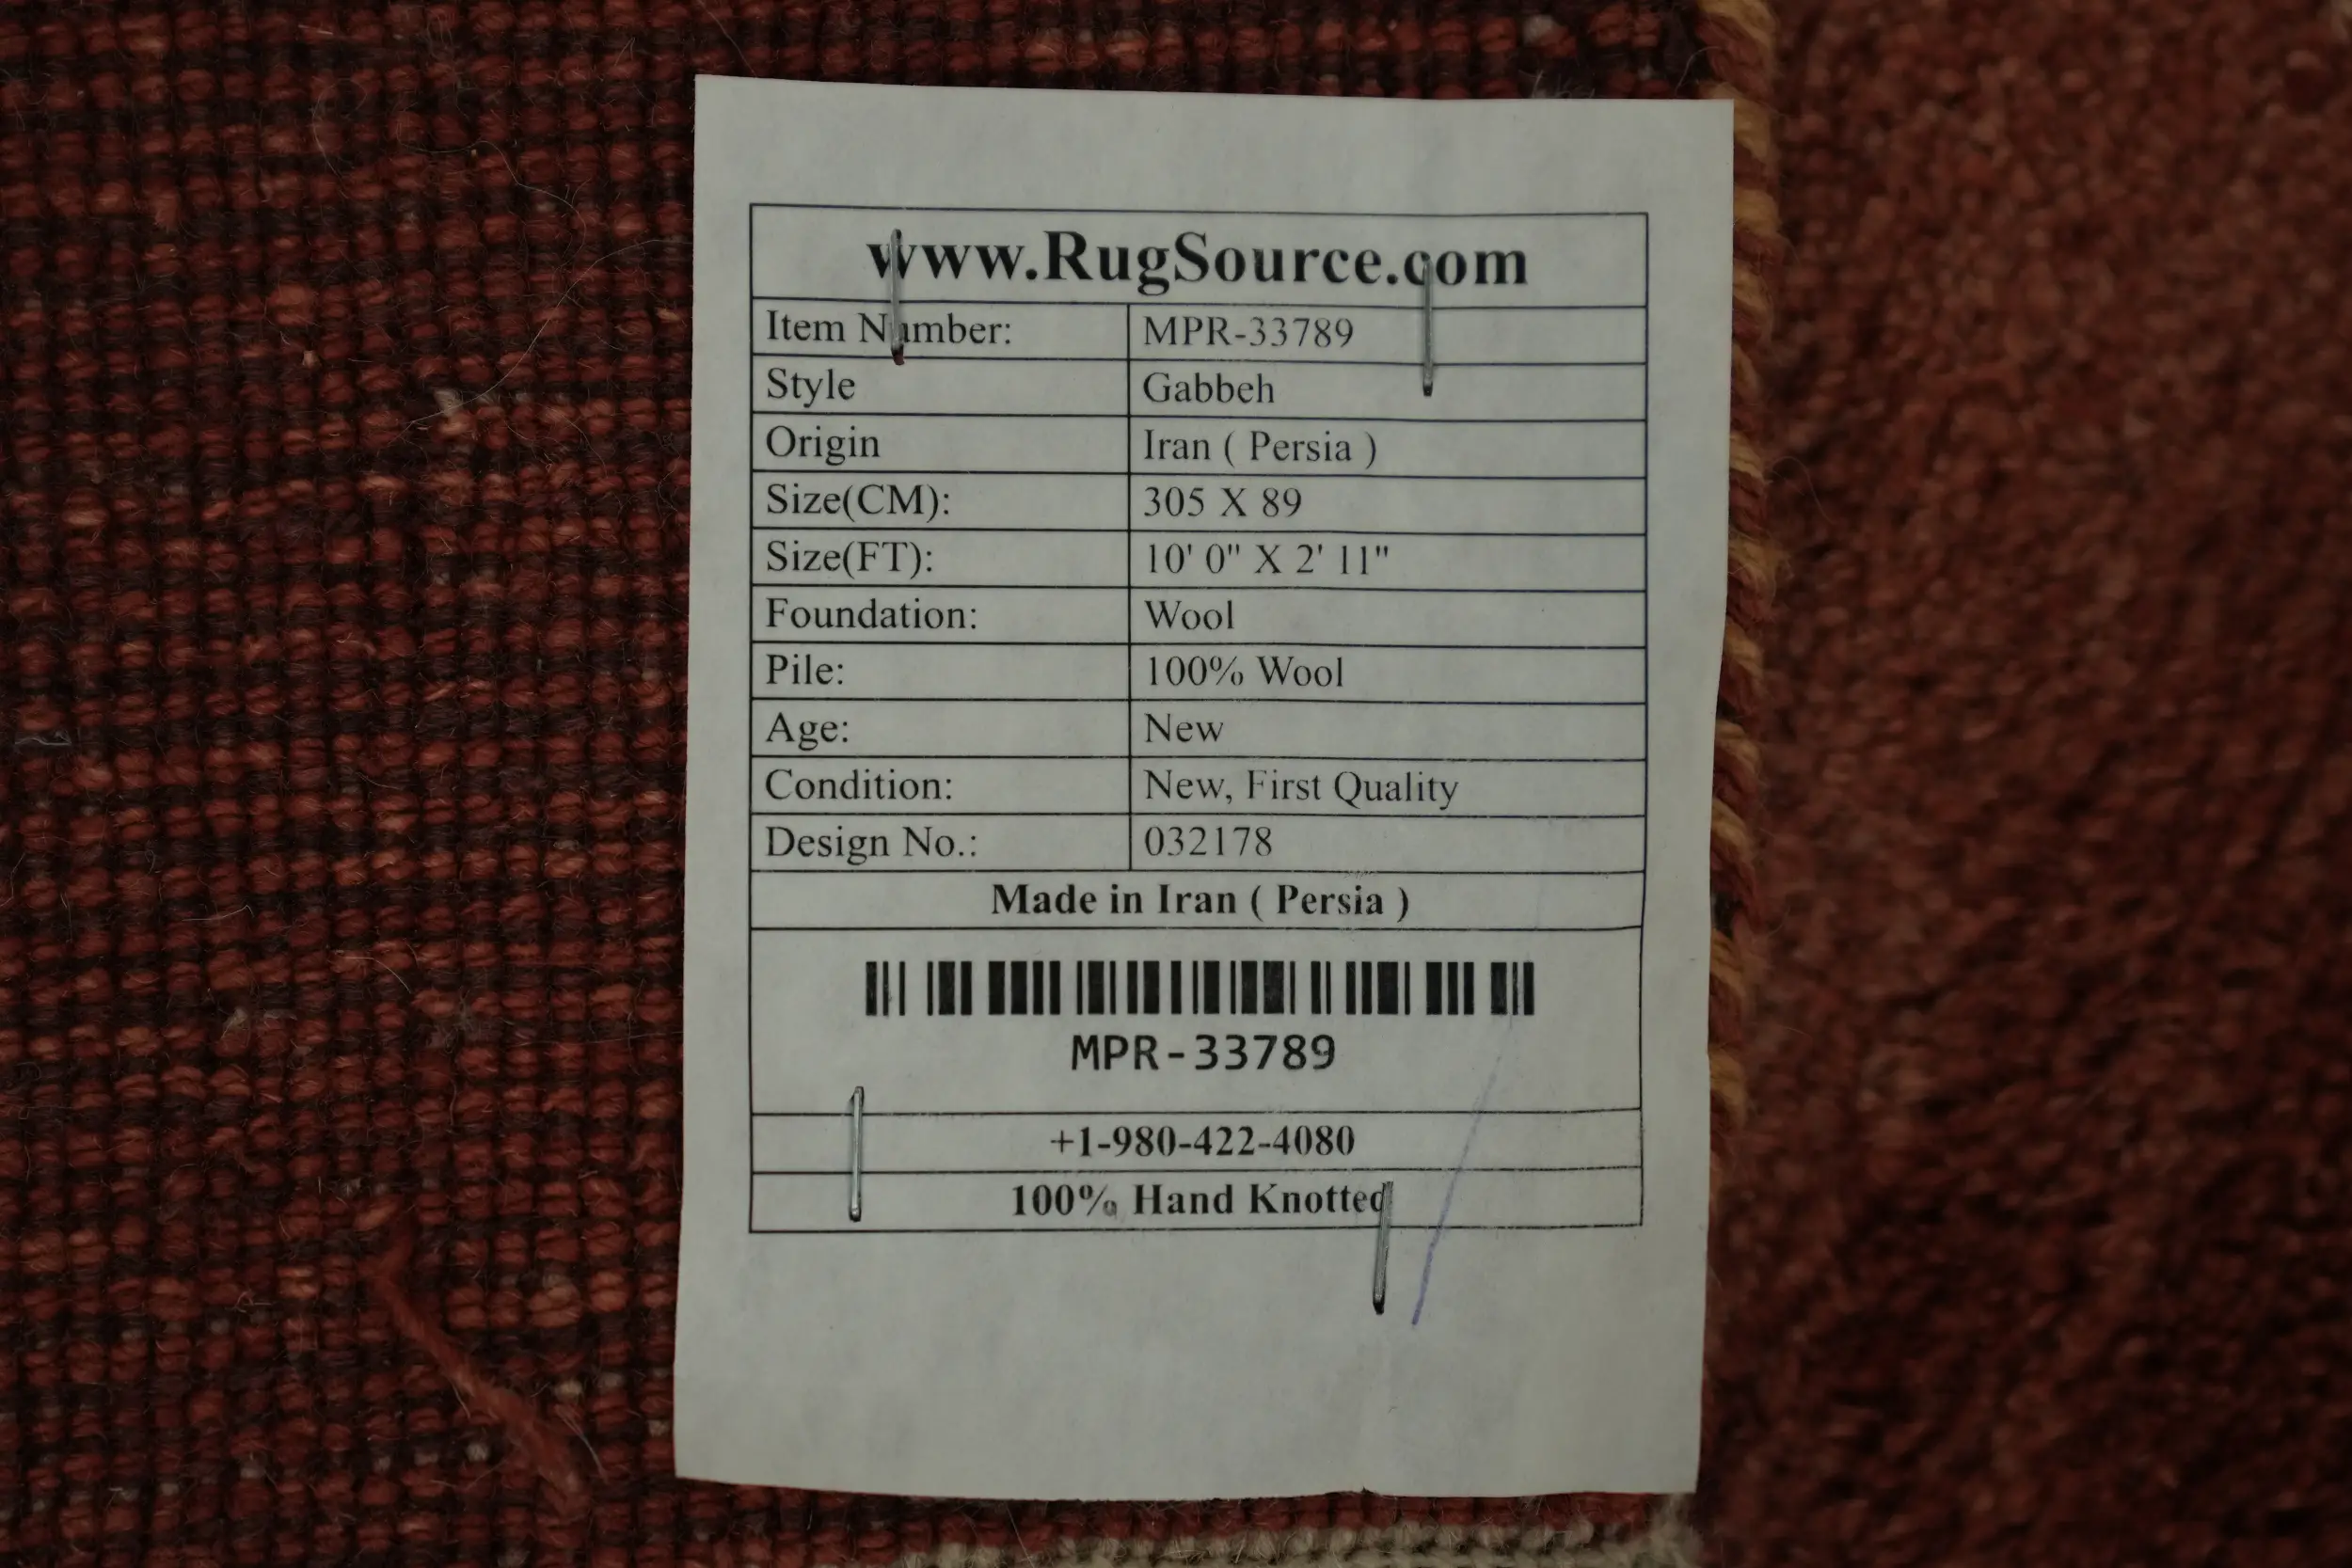 www.RugSource.com
Item Number: MPR-33789
Style Gabbeh
Origin Iran ( Persia )
Size(CM): 305 X 89
Size(FT): 10' 0" X 2' 11"
Foundation: Wool
Pile: 100% Wool
Age: New
Condition: New, First Quality
Design No.: 032178
Made in Iran ( Persia )
MPR-33789
+1-980-422-4080
100% Hand Knotted